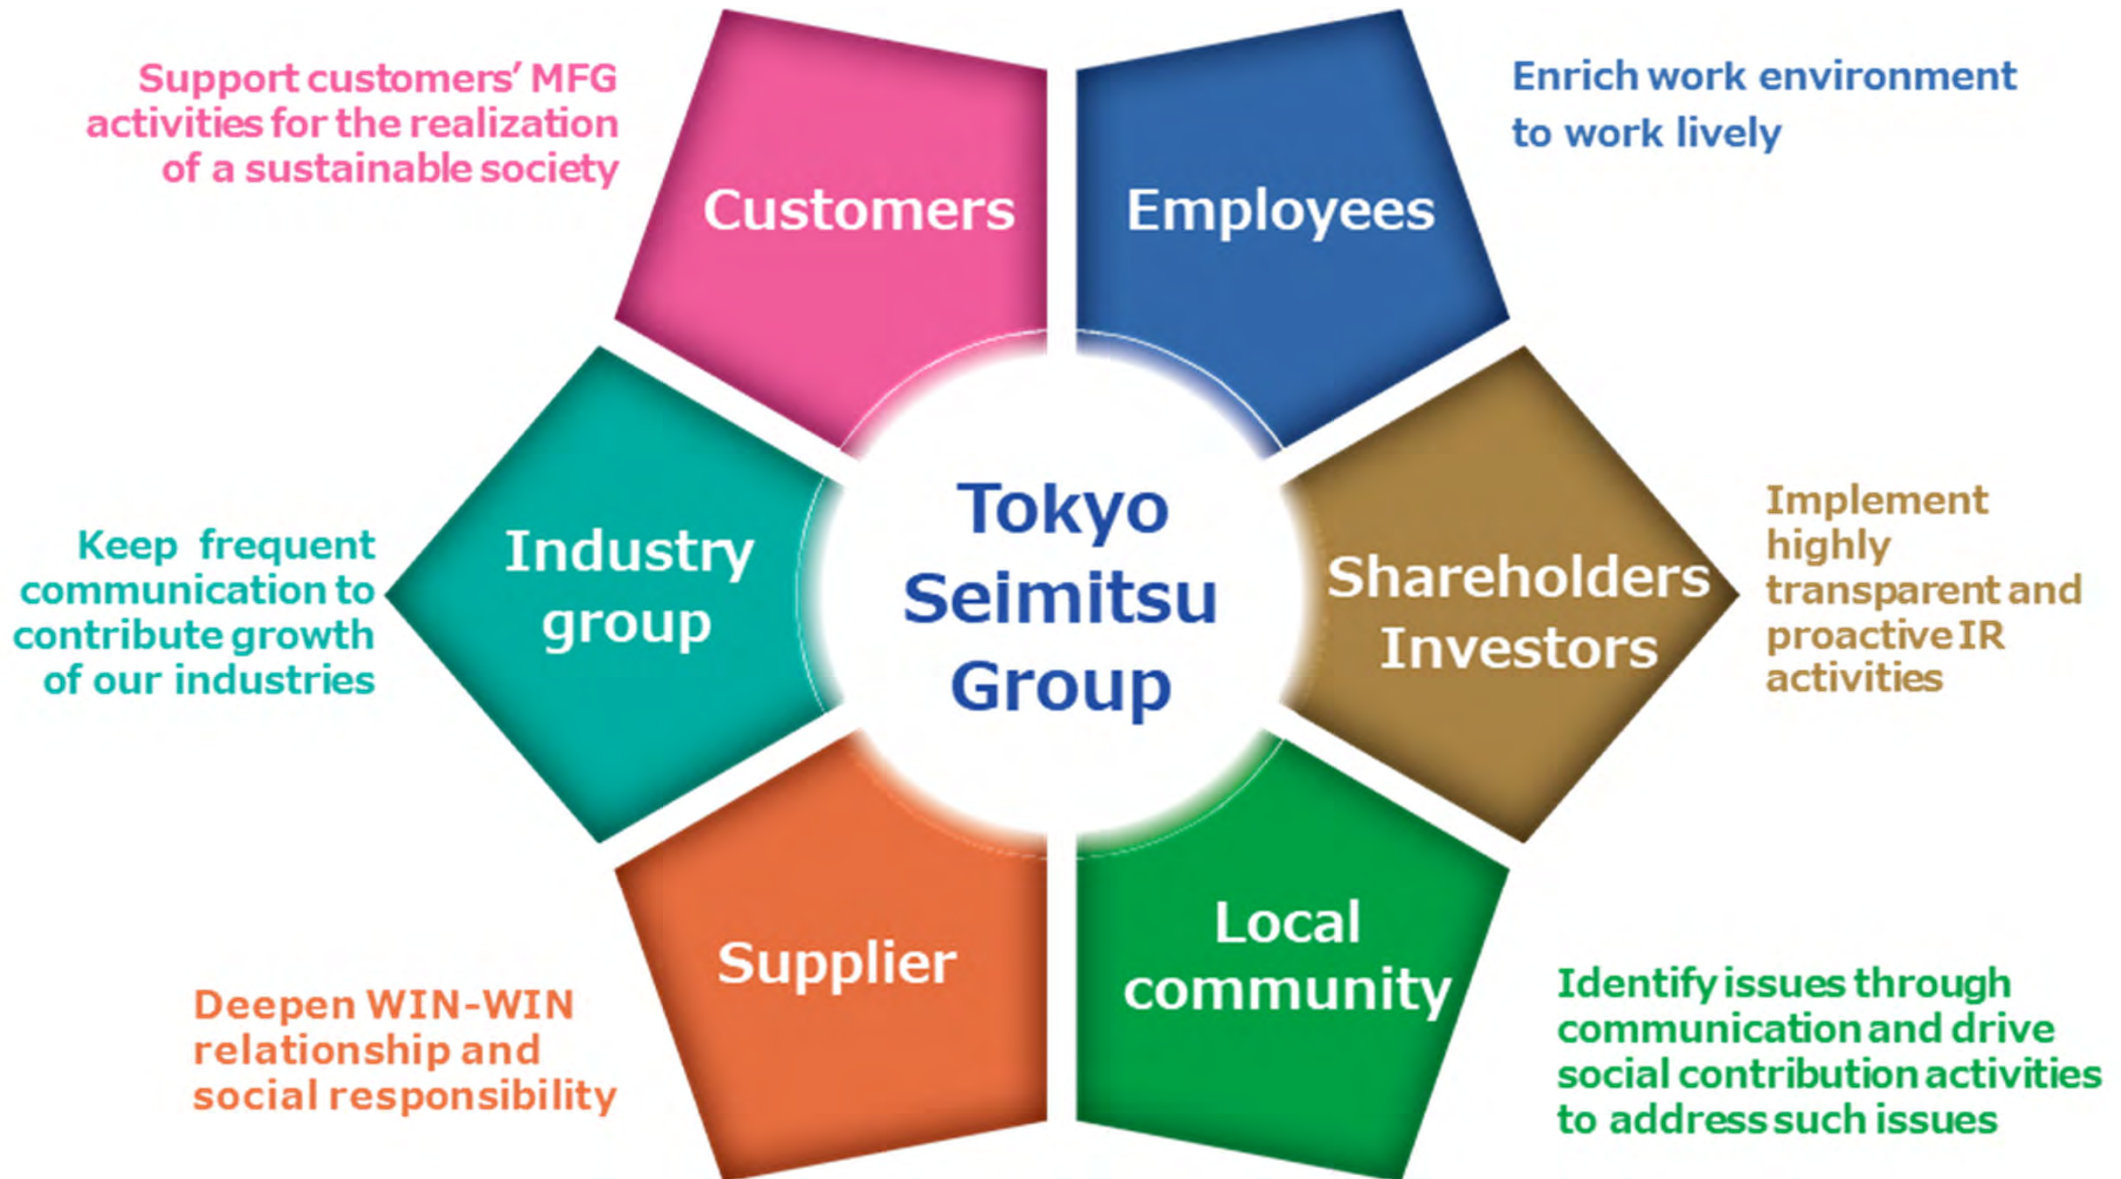 Support customers’ MFG
activities for the realization
of a sustainable society
Customers
Employees
Enrich work environment
to work lively
Keep frequent
communication to
contribute growth
of our industries
Industry
group
Tokyo
Seimitsu
Group
Shareholders
Investors
Implement
highly
transparent and
proactive IR
activities
Deepen WIN-WIN
relationship and
social responsibility
Supplier
Local
community
Identify issues through
communication and drive
social contribution activities
to address such issues